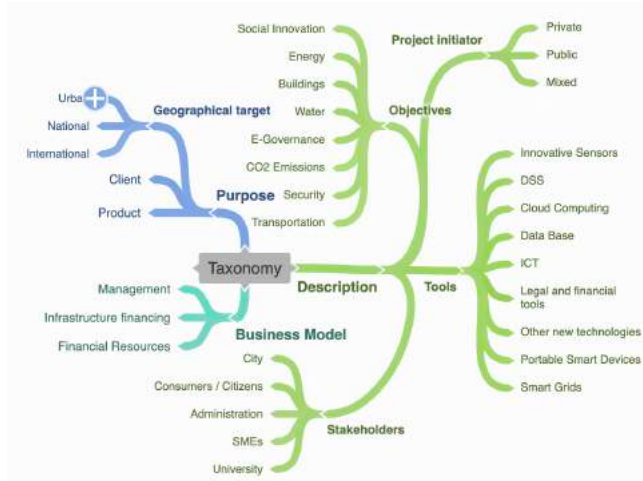 Social Innovation
Energy
Buildings
Water
E-Governance
CO2 Emissions
Security
Transportation
Objectives
Project initiator
Private
Public
Mixed
Urba
National
International
Geographical target
Client
Product
Purpose
Taxonomy
Description
Tools
Innovative Sensors
DSS
Cloud Computing
Data Base
ICT
Legal and financial
tools
Other new technologies
Portable Smart Devices
Smart Grids
Management
Infrastructure financing
Financial Resources
Business Model
City
Consumers / Citizens
Administration
SMEs
University
Stakeholders